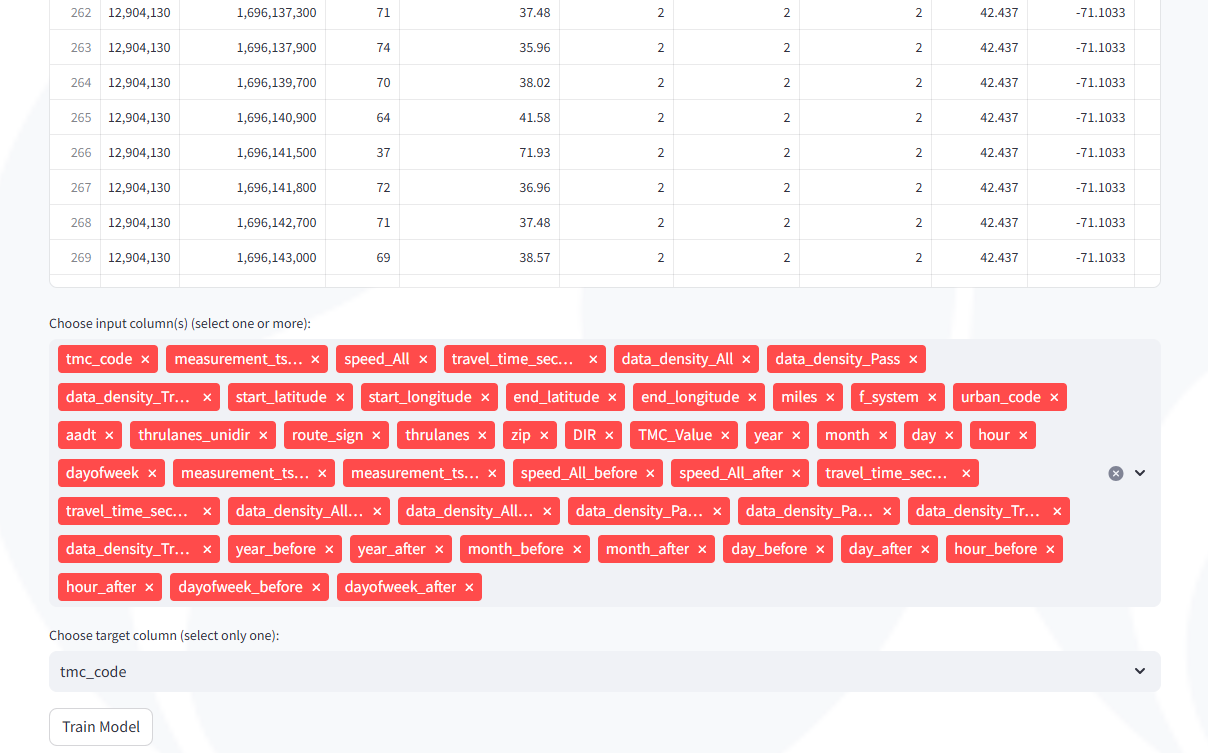 262 12,904,130 1,696,137,300 71 37.48 2 2 2 42.437 -71.1033
263 12,904,130 1,696,137,900 74 35.96 2 2 2 42.437 -71.1033
264 12,904,130 1,696,139,700 70 38.02 2 2 2 42.437 -71.1033
265 12,904,130 1,696,140,900 64 41.58 2 2 2 42.437 -71.1033
266 12,904,130 1,696,141,500 37 71.93 2 2 2 42.437 -71.1033
267 12,904,130 1,696,141,800 72 36.96 2 2 2 42.437 -71.1033
268 12,904,130 1,696,142,700 71 37.48 2 2 2 42.437 -71.1033
269 12,904,130 1,696,143,000 69 38.57 2 2 2 42.437 -71.1033
Choose input column(s) (select one or more):
tmc_code × measurement_ts... × speed_All × travel_time_sec... × data_density_All × data_density_Pass ×
data_density_Tr... × start_latitude × start_longitude × end_latitude × end_longitude × miles × f_system × urban_code ×
aadt × thrulanes_unidir × route_sign × thrulanes × zip × DIR × TMC_Value × year × month × day × hour ×
dayofweek × measurement_ts... × measurement_ts... × speed_All_before × speed_All_after × travel_time_sec... ×
travel_time_sec... × data_density_All... × data_density_All... × data_density_Pa... × data_density_Pa... × data_density_Tr... ×
data_density_Tr... × year_before × year_after × month_before × month_after × day_before × day_after × hour_before ×
hour_after × dayofweek_before × dayofweek_after ×
Choose target column (select only one):
tmc_code
Train Model